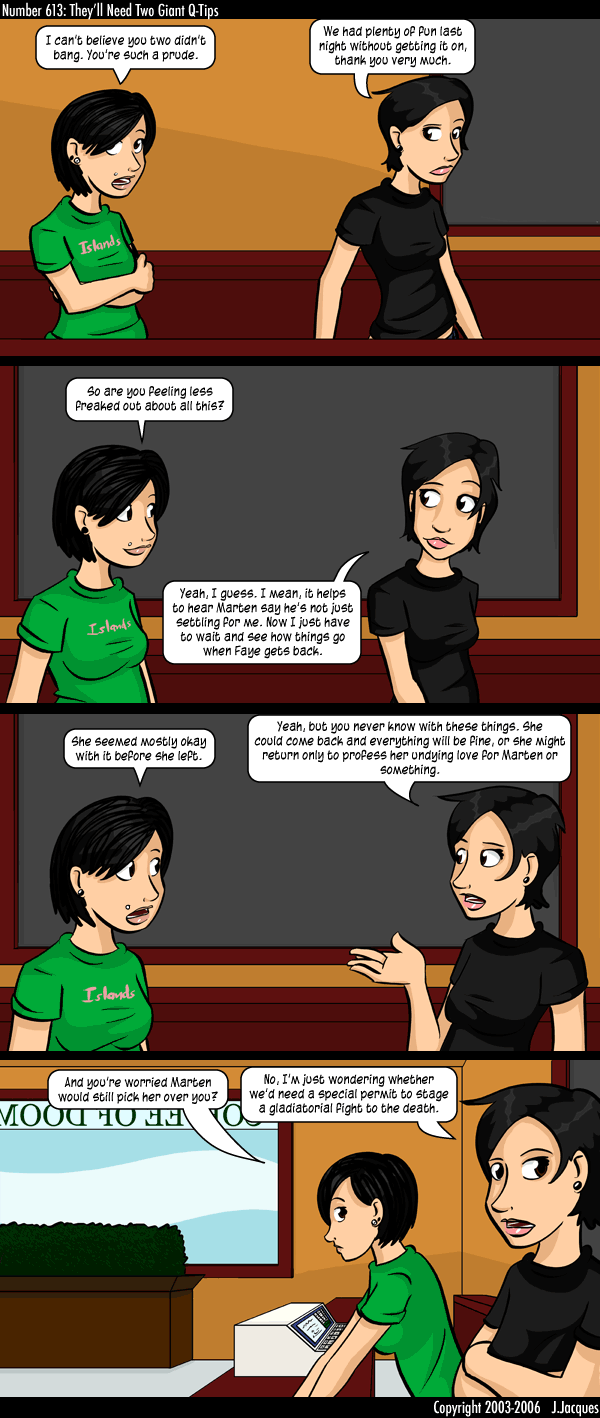 Number 613: They'll Need Two Giant Q-Tips
I can't believe you two didn't
bang. You're such a prude.
We had plenty of fun last
night without getting it on,
thank you very much.
Islands
So are you feeling less
freaked out about all this?
Yeah, I guess. I mean, it helps
to hear Marten say he's not just
settling for me. Now I just have
to wait and see how things go
when Faye gets back.
Islands
She seemed mostly okay
with it before she left.
Yeah, but you never know with these things. She
could come back and everything will be fine, or she might
return only to profess her undying love for Marten or
something.
Islands
And you're worried Marten
would still pick her over you?
No, I'm just wondering whether
we'd need a special permit to stage
a gladiatorial fight to the death.
OF DOOM
Copyright 2003-2006 J.Jacques